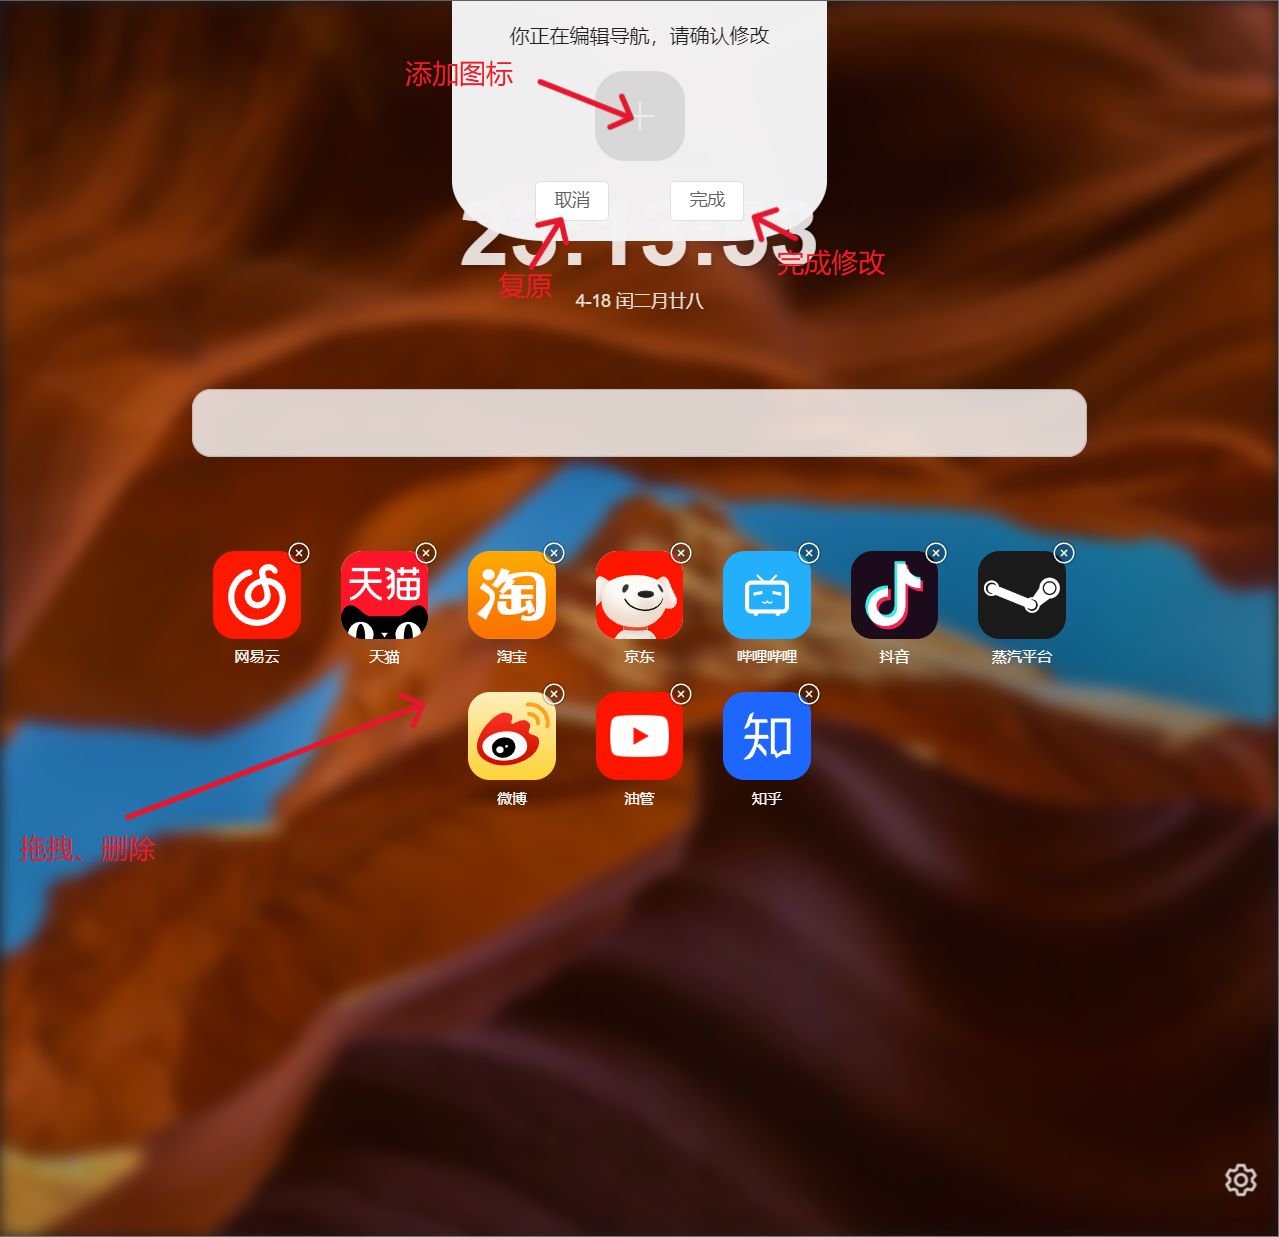 你正在编辑导航，请确认修改
添加图标
取消
完成
23:13:53
完成修改
复原
4-18 闰二月廿八
天猫
淘
网易云
天猫
淘宝
京东
哔哩哔哩
抖音
蒸汽平台
知
微博
油管
知乎
拖拽、删除